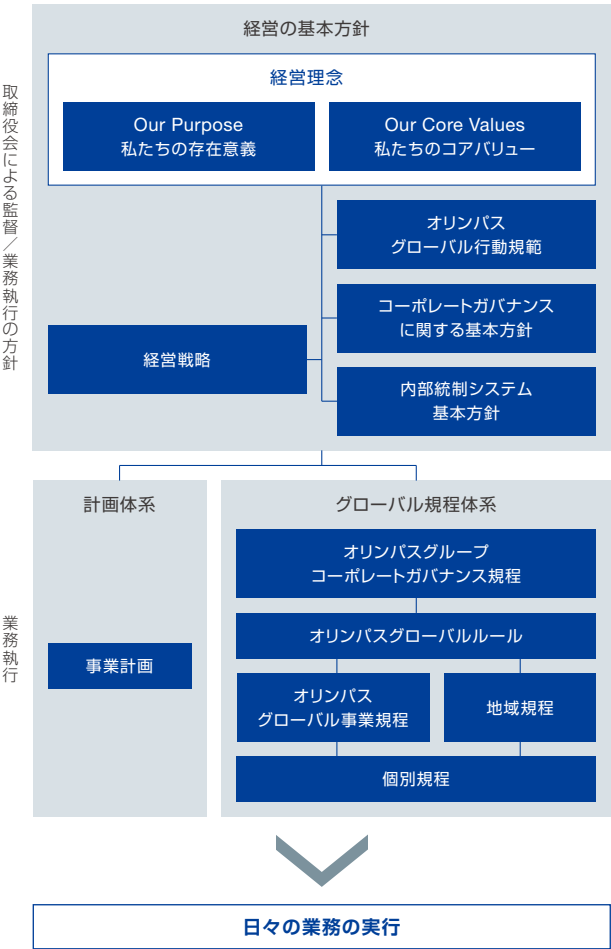 取締役会による監督／業務執行の方針
経営の基本方針
経営理念
Our Purpose
私たちの存在意義
Our Core Values
私たちのコアバリュー
オリンパス
グローバル行動規範
コーポレートガバナンス
に関する基本方針
経営戦略
内部統制システム
基本方針
業務執行
計画体系
事業計画
グローバル規程体系
オリンパスグループ
コーポレートガバナンス規程
オリンパスグローバルルール
オリンパス
グローバル事業規程
地域規程
個別規程
日々の業務の実行